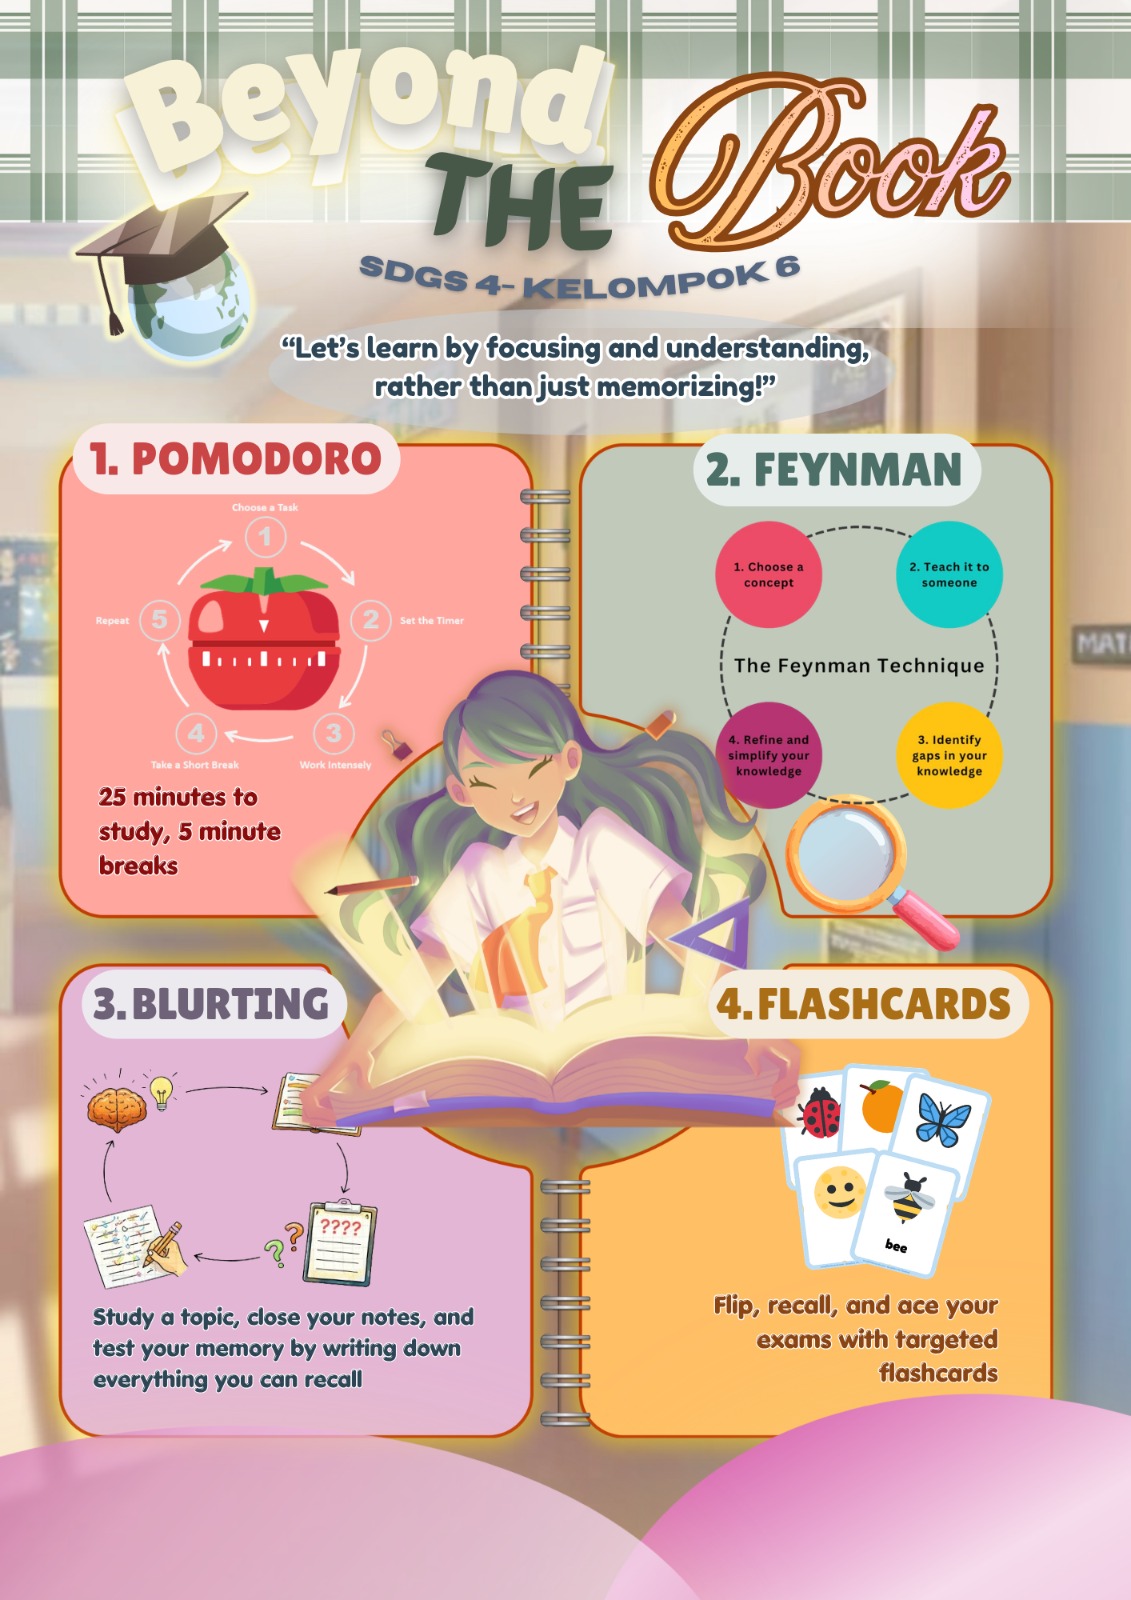 Beyond
THE
Book
SDGS 4- KELOMPOK 6
“Let’s learn by focusing and understanding,
rather than just memorizing!”
1. POMODORO
Choose a Task
1
2
Set the Timer
3
Work Intensely
4
Take a Short Break
5
Repeat
25 minutes to
study, 5 minute
breaks
2. FEYNMAN
1. Choose a
concept
2. Teach it to
someone
The Feynman Technique
3. Identify
gaps in your
knowledge
4. Refine and
simplify your
knowledge
MAT
3. BLURTING
????
??
Study a topic, close your notes, and
test your memory by writing down
everything you can recall
4. FLASHCARDS
bee
Flip, recall, and ace your
exams with targeted
flashcards